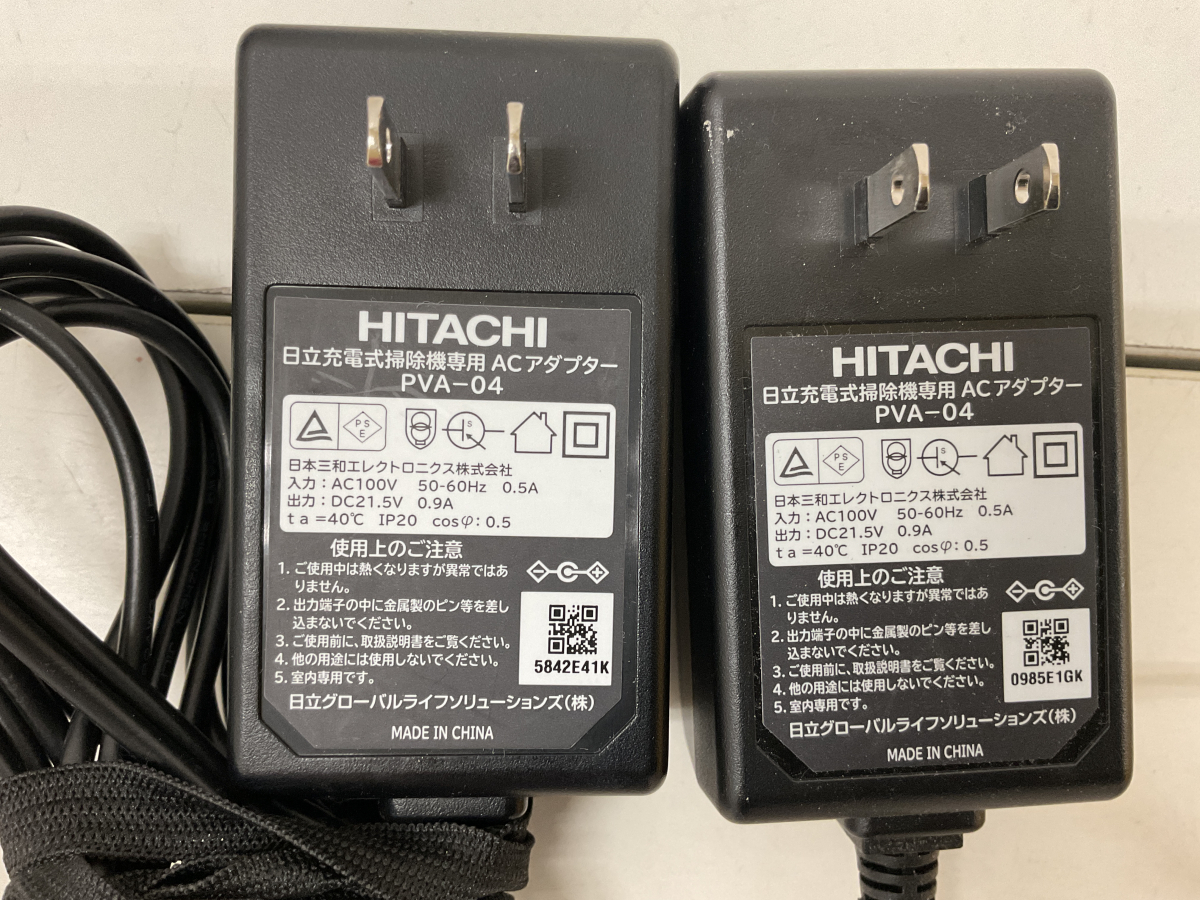 HITACHI
日立充電式掃除機専用 ACアダプター
PVA-04
PS
E
S
日本三和エレクトロニクス株式会社
入力:AC100V 50-60Hz 0.5A
出力:DC21.5V 0.9A
ta=40℃ IP20 cosφ:0.5
使用上のご注意
1. ご使用中は熱くなりますが異常ではあ
りません。
2. 出力端子の中に金属製のピン等を差し
込まないでください。
3. ご使用前に、取扱説明書をご覧ください。
4. 他の用途には使用しないでください。
5. 室内専用です。
5842E41K
日立グローバルライフソリューションズ(株)
MADE IN CHINA
HITACHI
日立充電式掃除機専用 ACアダプター
PVA-04
PS
E
S
日本三和エレクトロニクス株式会社
入力:AC100V 50-60Hz 0.5A
出力:DC21.5V 0.9A
ta=40℃ IP20 cosφ:0.5
使用上のご注意
1. ご使用中は熱くなりますが異常ではあ
りません。
2. 出力端子の中に金属製のピン等を差し
込まないでください。
3. ご使用前に、取扱説明書をご覧ください。
4. 他の用途には使用しないでください。
5. 室内専用です。
0985E1GK
日立グローバルライフソリューションズ(株)
MADE IN CHINA